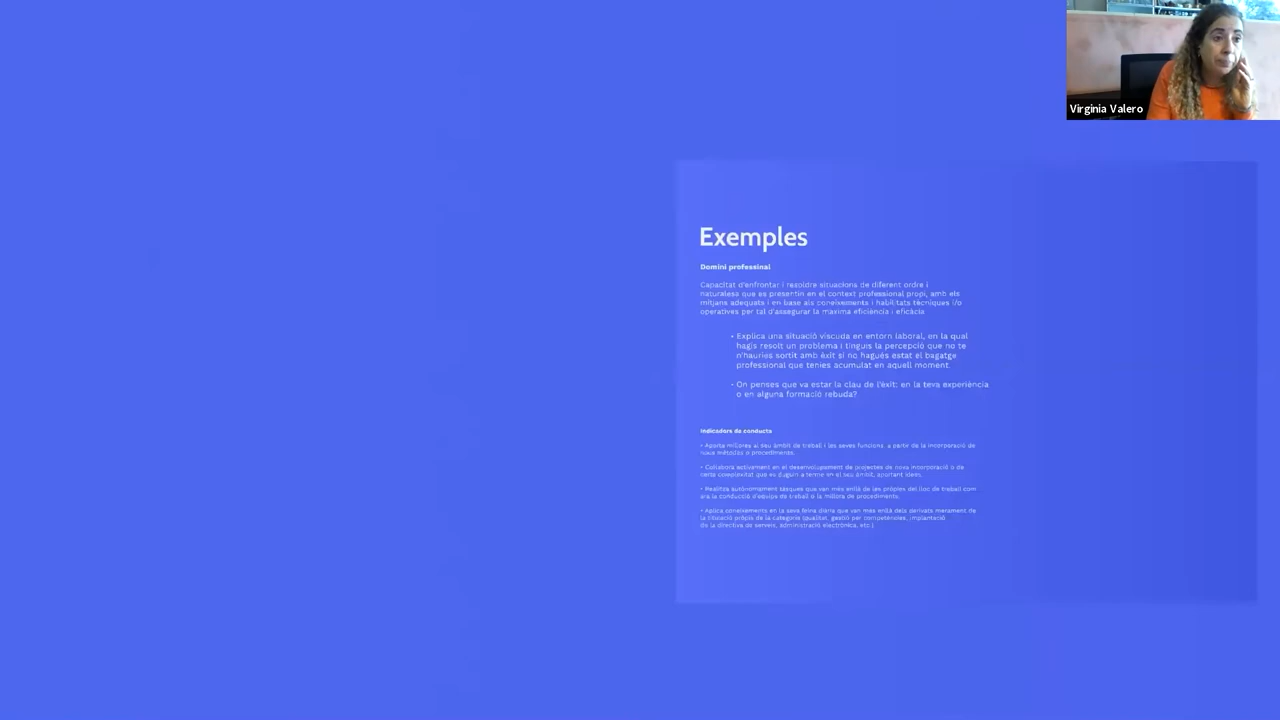 Virginia Valero
Exemples
Domini professinal
Capacitat d'enfrontar i resoldre situacions de diferent ordre i
naturalesa que es presentin en el context professional propi, amb els
mitjans adequats i en base als coneixements i habilitats tècniques i/o
operatives per tal d'assegurar la màxima eficiència i eficàcia
• Explica una situació viscuda en entorn laboral, en la qual
hagis resolt un problema i tinguis la percepció que no te
n'hauries sortit amb èxit si no hagués estat el bagatge
professional que tenies acumulat en aquell moment.
• On penses que va estar la clau de l'èxit: en la teva experiència
o en alguna formació rebuda?
Indicadors de conducta
• Aporta millores al seu àmbit de treball i les seves funcions a partir de la incorporació de
nous mètodes o procediments.
• Col·labora activament en el desenvolupament de projectes de nova incorporació o de
certa complexitat que es duguin a terme en el seu àmbit, aportant idees.
• Realitza autònomament tasques que van més enllà de les pròpies del lloc de treball com
ara la conducció d'equips de treball o la millora de procediments.
• Aplica coneixements en la seva feina diària que van més enllà dels derivats merament de
la titulació pròpia de la categoria (qualitat, gestió per competències, implantació
de la directiva de serveis, administració electrònica, etc.)